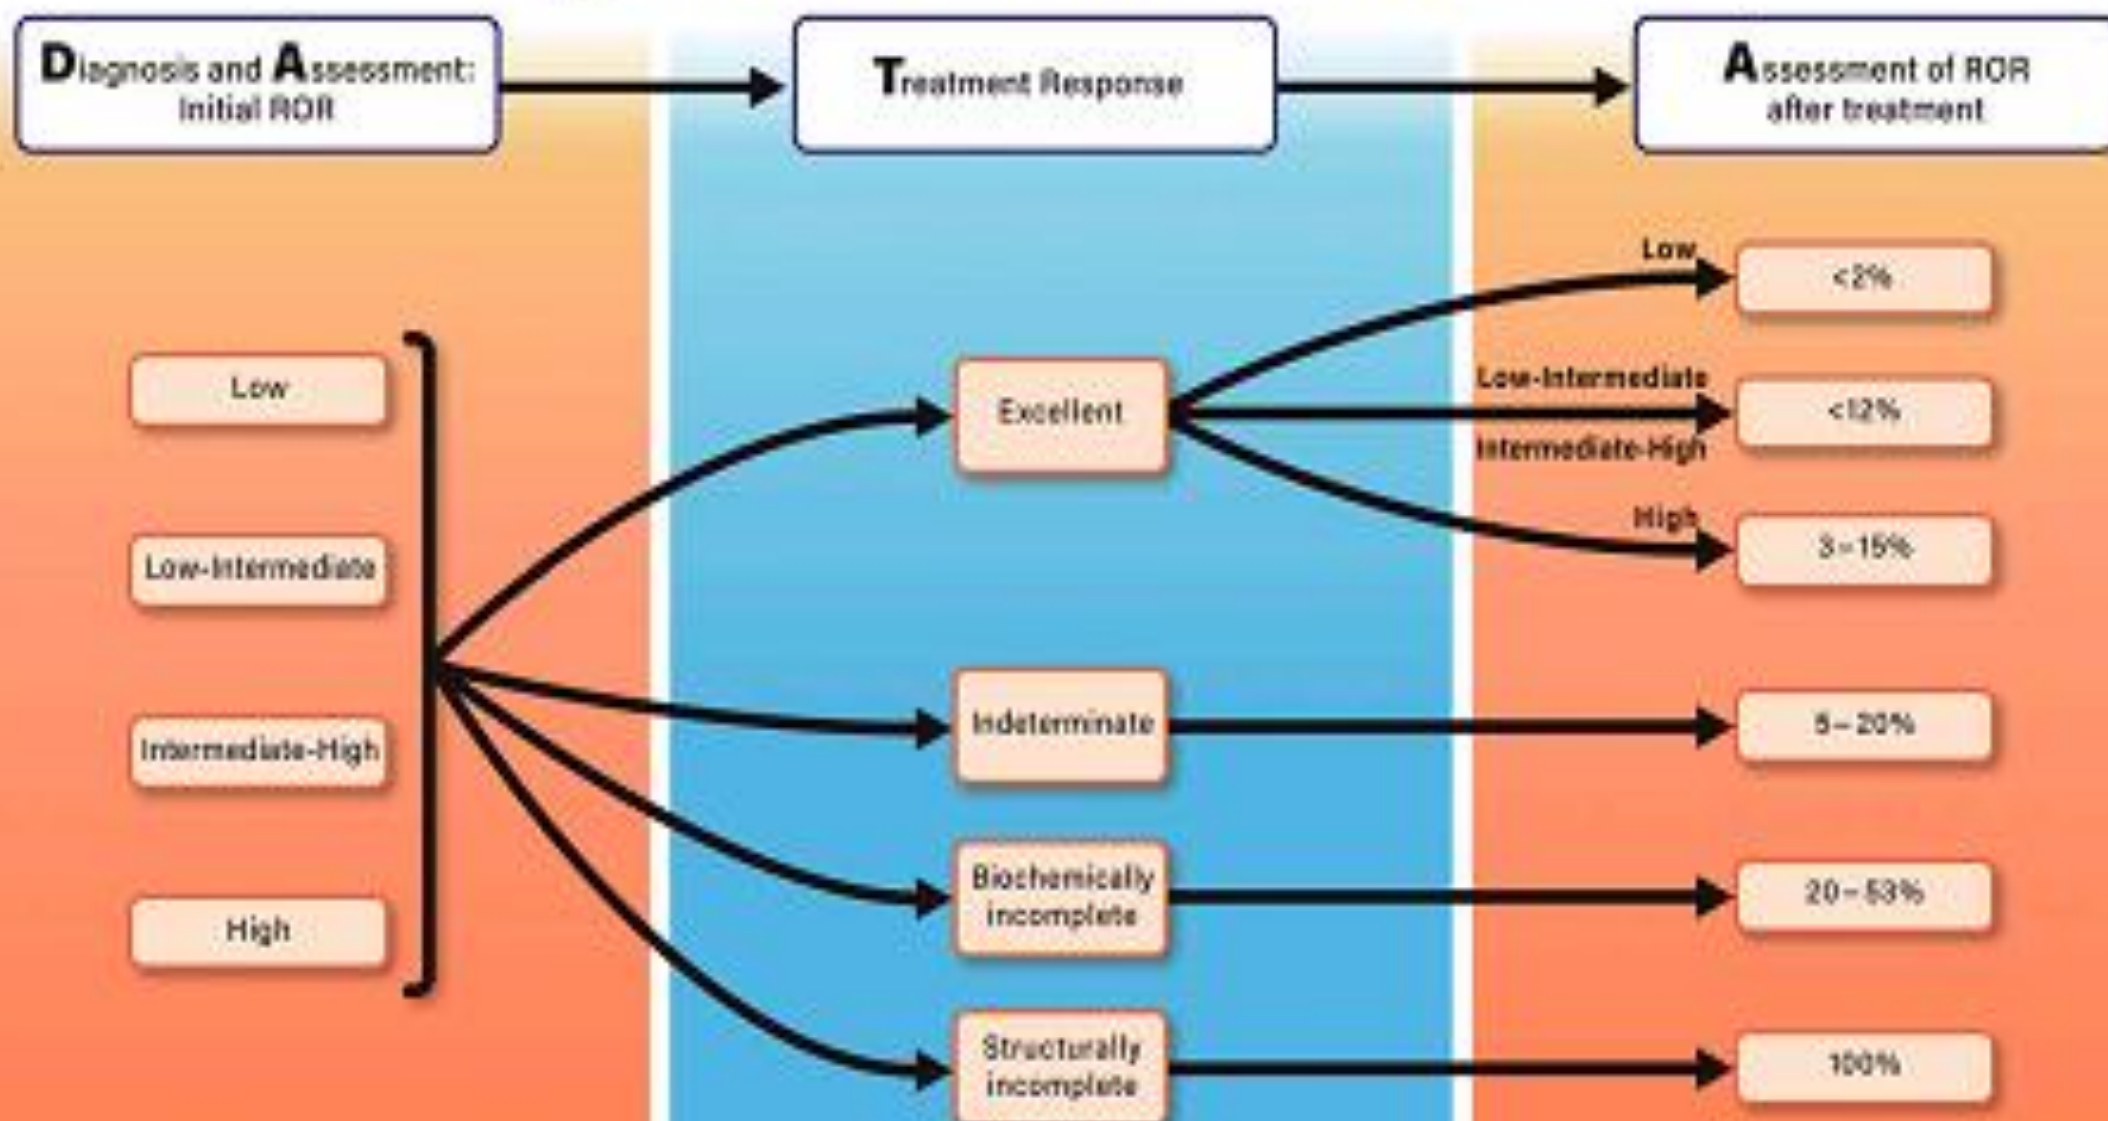 Diagnosis and Assessment:
Initial ROR
Treatment Response
Assessment of ROR
after treatment
Low
Low-Intermediate
Intermediate-High
High
Excellent
Indeterminate
Biochemically
incomplete
Structurally
incomplete
Low
<2%
Low-Intermediate
<12%
Intermediate-High
High
3-15%
5-20%
20-53%
100%